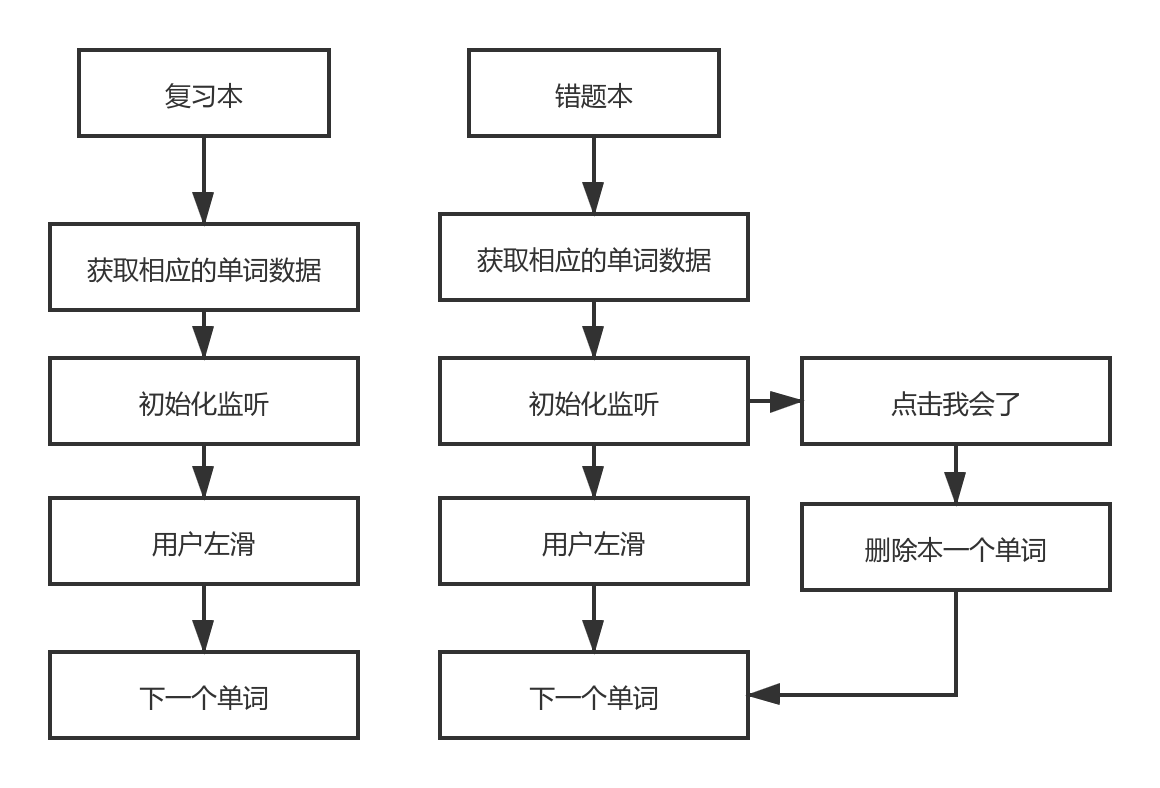 复习本
获取相应的单词数据
初始化监听
用户左滑
下一个单词
错题本
获取相应的单词数据
初始化监听
用户左滑
下一个单词
点击我会了
删除本一个单词